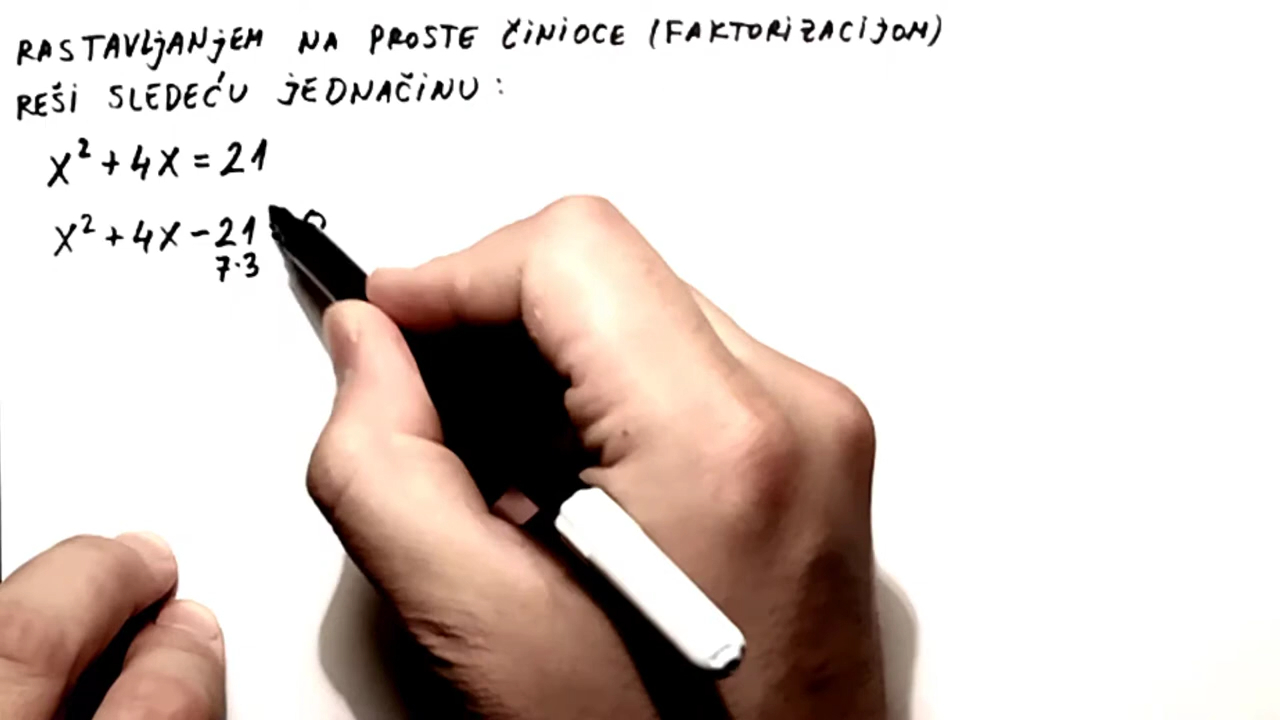 RASTAVLjANjEM NA PROSTE ČiNiOCE (FAKTORiZACiJOM)
REŠi SLEDEĆU jEDNAČiNU:
x² + 4x = 21
x² + 4x - 21
7·3